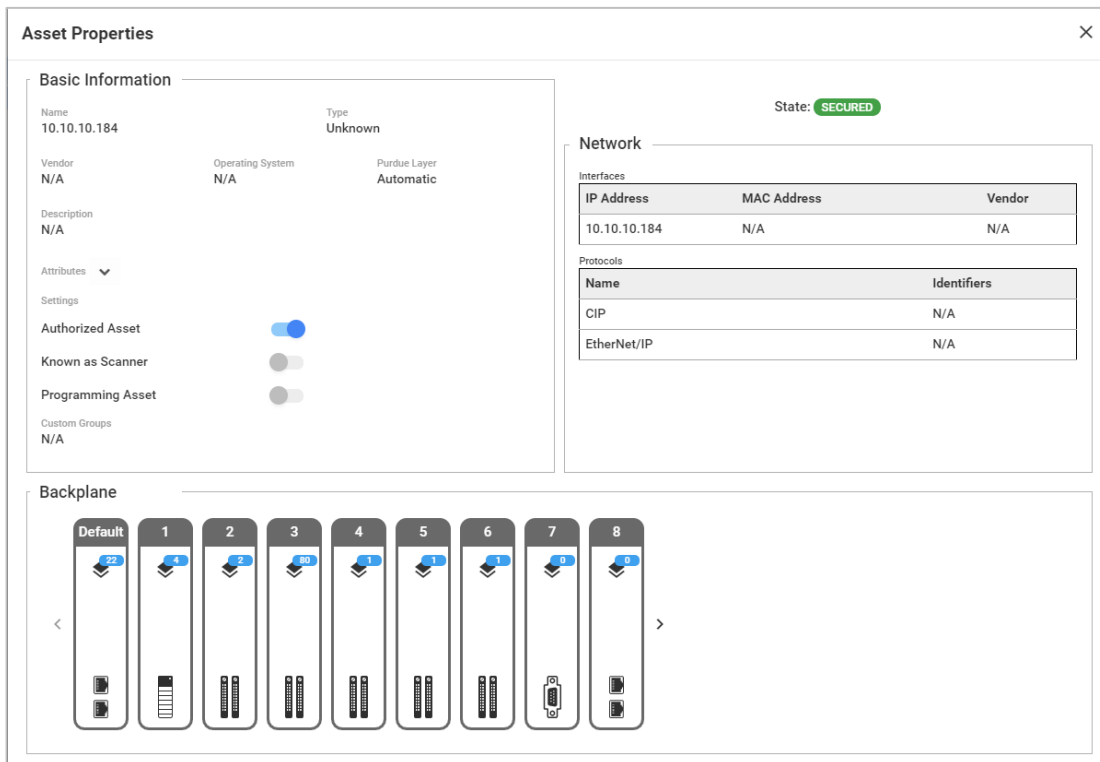 Asset Properties
Basic Information
Name
10.10.10.184
Type
Unknown
Vendor
N/A
Operating System
N/A
Purdue Layer
Automatic
Description
N/A
Attributes
Settings
Authorized Asset
Known as Scanner
Programming Asset
Custom Groups
N/A
State: SECURED
Network
Interfaces
IP Address MAC Address Vendor
10.10.10.184 N/A N/A
Protocols
Name Identifiers
CIP N/A
EtherNet/IP N/A
Backplane
Default 1 2 3 4 5 6 7 8
22 4 2 80 1 1 1 0 0